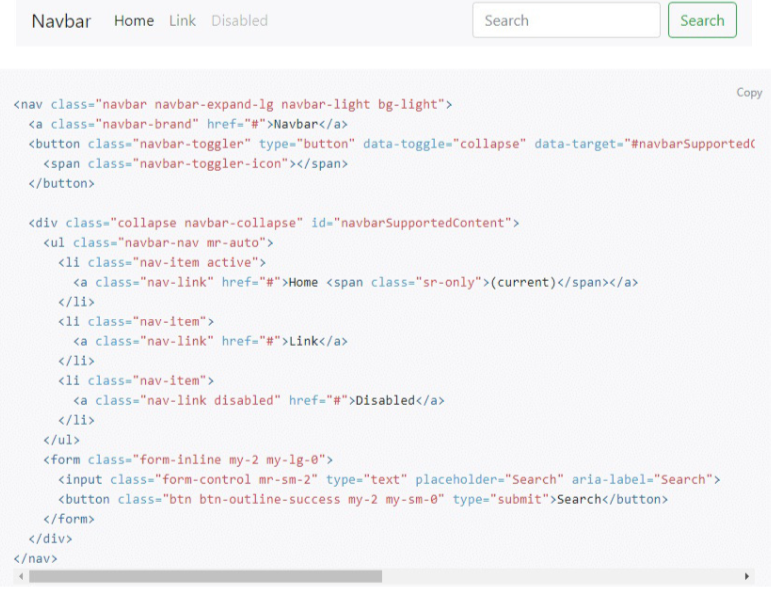 Navbar Home Link Disabled Search Search
Copy
<nav class="navbar navbar-expand-lg navbar-light bg-light">
  <a class="navbar-brand" href="#">Navbar</a>
  <button class="navbar-toggler" type="button" data-toggle="collapse" data-target="#navbarSupported
    <span class="navbar-toggler-icon"></span>
  </button>

  <div class="collapse navbar-collapse" id="navbarSupportedContent">
    <ul class="navbar-nav mr-auto">
      <li class="nav-item active">
        <a class="nav-link" href="#">Home <span class="sr-only">(current)</span></a>
      </li>
      <li class="nav-item">
        <a class="nav-link" href="#">Link</a>
      </li>
      <li class="nav-item">
        <a class="nav-link disabled" href="#">Disabled</a>
      </li>
    </ul>
    <form class="form-inline my-2 my-lg-0">
      <input class="form-control mr-sm-2" type="text" placeholder="Search" aria-label="Search">
      <button class="btn btn-outline-success my-2 my-sm-0" type="submit">Search</button>
    </form>
  </div>
</nav>